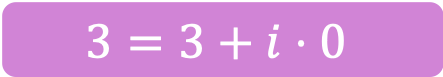 3 = 3 + i · 0